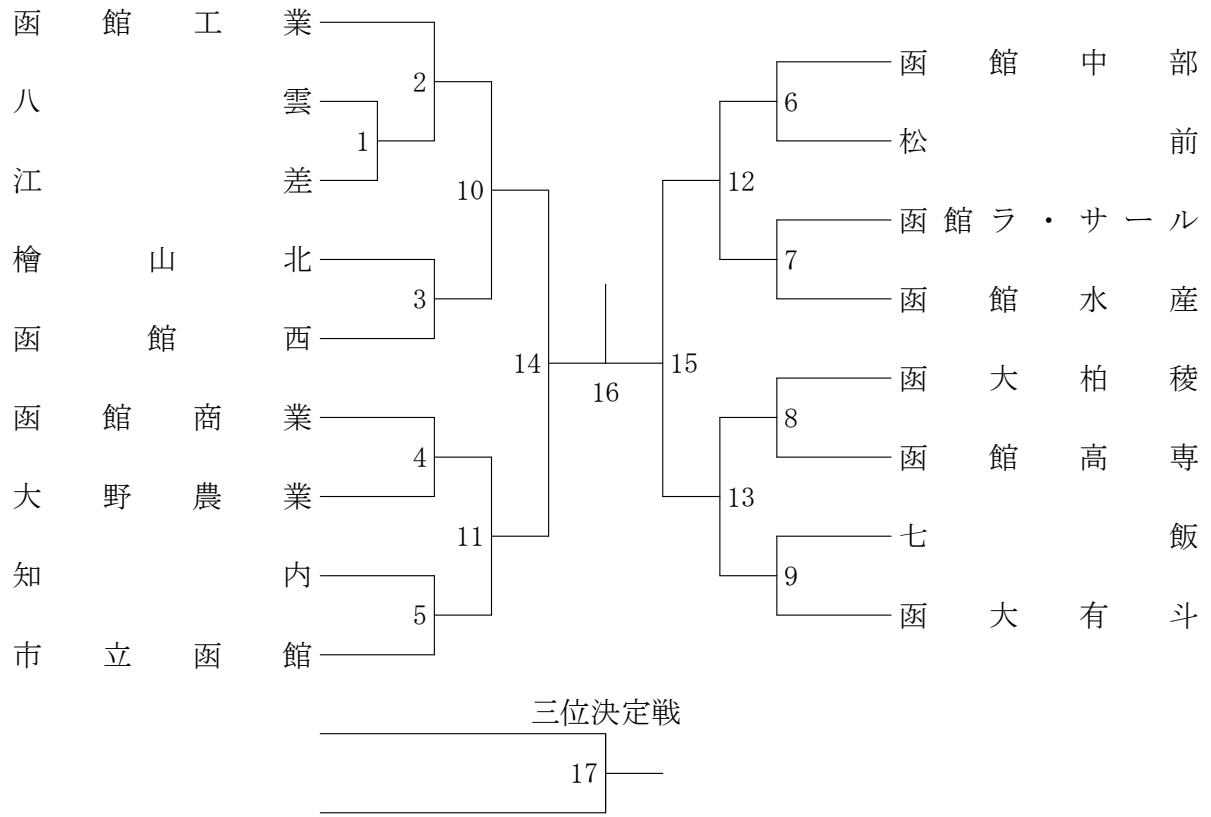 函館工業
八雲
江差
檜山北
函館西
函館商業
大野農業
知内
市立函館
1
2
3
4
5
10
11
14
16
15
12
13
6
7
8
9
函館中部
松前
函館ラ・サール
函館水産
函大柏稜
函館高専
七飯
函大有斗
三位決定戦
17